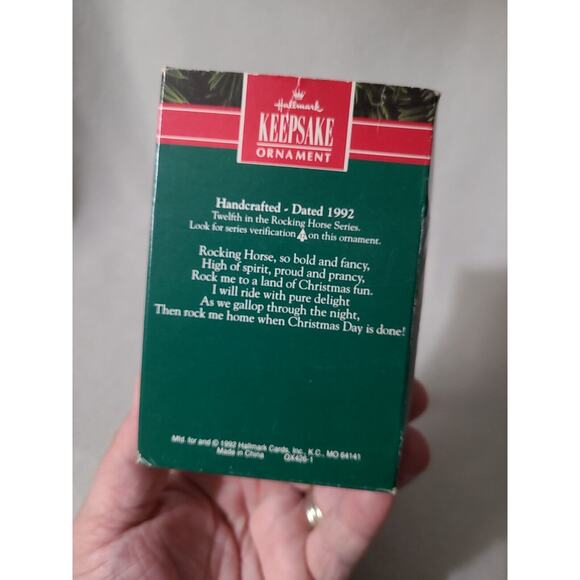 Hallmark
KEEPSAKE
ORNAMENT
Handcrafted - Dated 1992
Twelfth in the Rocking Horse Series.
Look for series verification on this ornament.
Rocking Horse, so bold and fancy,
High of spirit, proud and prancy,
Rock me to a land of Christmas fun.
I will ride with pure delight
As we gallop through the night,
Then rock me home when Christmas Day is done!
Mfd. for and © 1992 Hallmark Cards, Inc., K.C., MO 64141
Made in China QX426-1